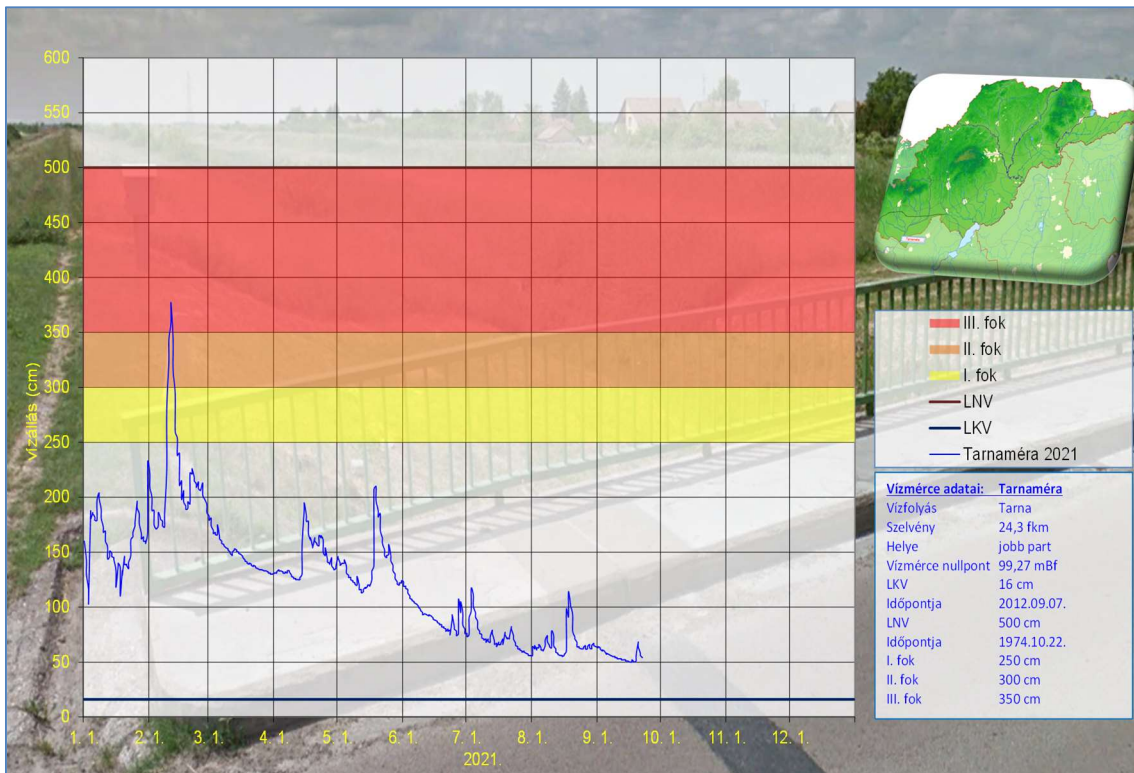 600
550
500
450
400
350
300
250
200
150
100
50
0
Vízállás (cm)
1. 1.
2. 1.
3. 1.
4. 1.
5. 1.
6. 1.
7. 1.
8. 1.
9. 1.
10. 1.
11. 1.
12. 1.
2021.
III. fok
II. fok
I. fok
LNV
LKV
Tarnaméra 2021
Vízmérce adatai: Tarnaméra
Vízfolyás Tarna
Szelvény 24,3 fkm
Helye jobb part
Vízmérce nullpont 99,27 mBf
LKV 16 cm
Időpontja 2012.09.07.
LNV 500 cm
Időpontja 1974.10.22.
I. fok 250 cm
II. fok 300 cm
III. fok 350 cm